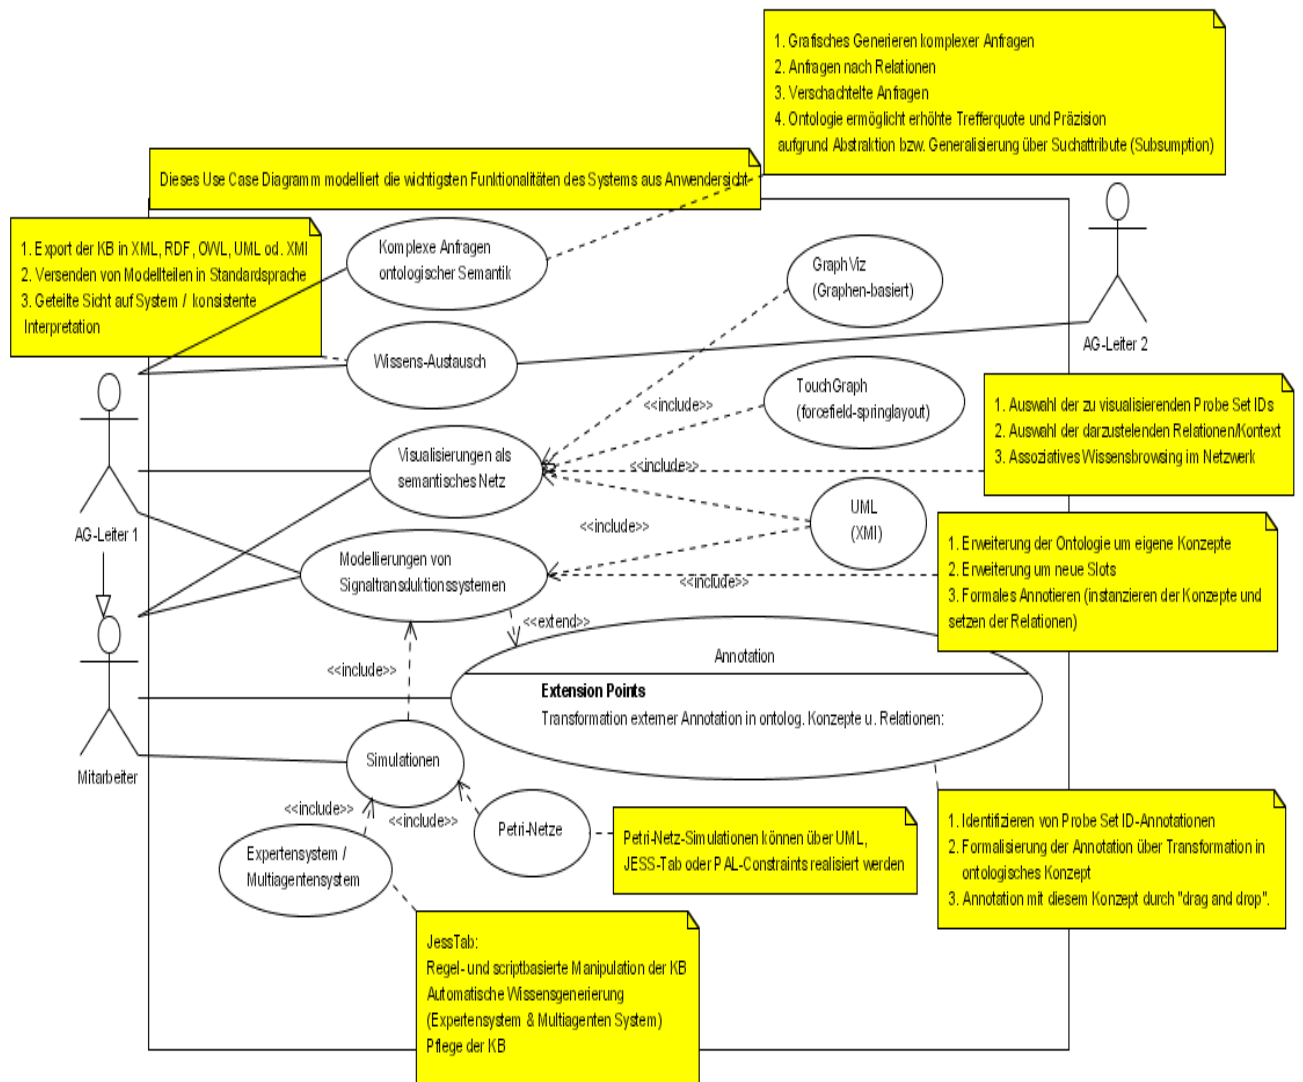 1. Grafisches Generieren komplexer Anfragen
2. Anfragen nach Relationen
3. Verschachtelte Anfragen
4. Ontologie ermöglicht erhöhte Trefferquote und Präzision
aufgrund Abstraktion bzw. Generalisierung über Suchattribute (Subsumption)
Dieses Use Case Diagramm modelliert die wichtigsten Funktionalitäten des Systems aus Anwendersicht
1. Export der KB in XML, RDF, OWL, UML od. XMI
2. Versenden von Modellteilen in Standardsprache
3. Geteilte Sicht auf System / konsistente
Interpretation
Komplexe Anfragen
ontologischer Semantik
GraphViz
(Graphen-basiert)
AG-Leiter 2
Wissens-Austausch
TouchGraph
(forcefield-springlayout)
<<include>>
1. Auswahl der zu visualisierenden Probe Set IDs
2. Auswahl der darzustelenden Relationen/Kontext
3. Assoziatives Wissensbrowsing im Netzwerk
Visualisierungen als
semantisches Netz
<<include>>
AG-Leiter 1
UML
(XMI)
<<include>>
Modellierungen von
Signaltransduktionssystemen
<<include>>
1. Erweiterung der Ontologie um eigene Konzepte
2. Erweiterung um neue Slots
3. Formales Annotieren (instanzieren der Konzepte und
setzen der Relationen)
<<extend>>
<<include>>
Annotation
Extension Points
Transformation externer Annotation in ontolog. Konzepte u. Relationen:
Mitarbeiter
Simulationen
<<include>>
<<include>>
Petri-Netze
Petri-Netz-Simulationen können über UML,
JESS-Tab oder PAL-Constraints realisiert werden
1. Identifizieren von Probe Set ID-Annotationen
2. Formalisierung der Annotation über Transformation in
ontologisches Konzept
3. Annotation mit diesem Konzept durch "drag and drop".
Expertensystem /
Multiagentensystem
JessTab:
Regel- und scriptbasierte Manipulation der KB
Automatische Wissensgenerierung
(Expertensystem & Multiagenten System)
Pflege der KB